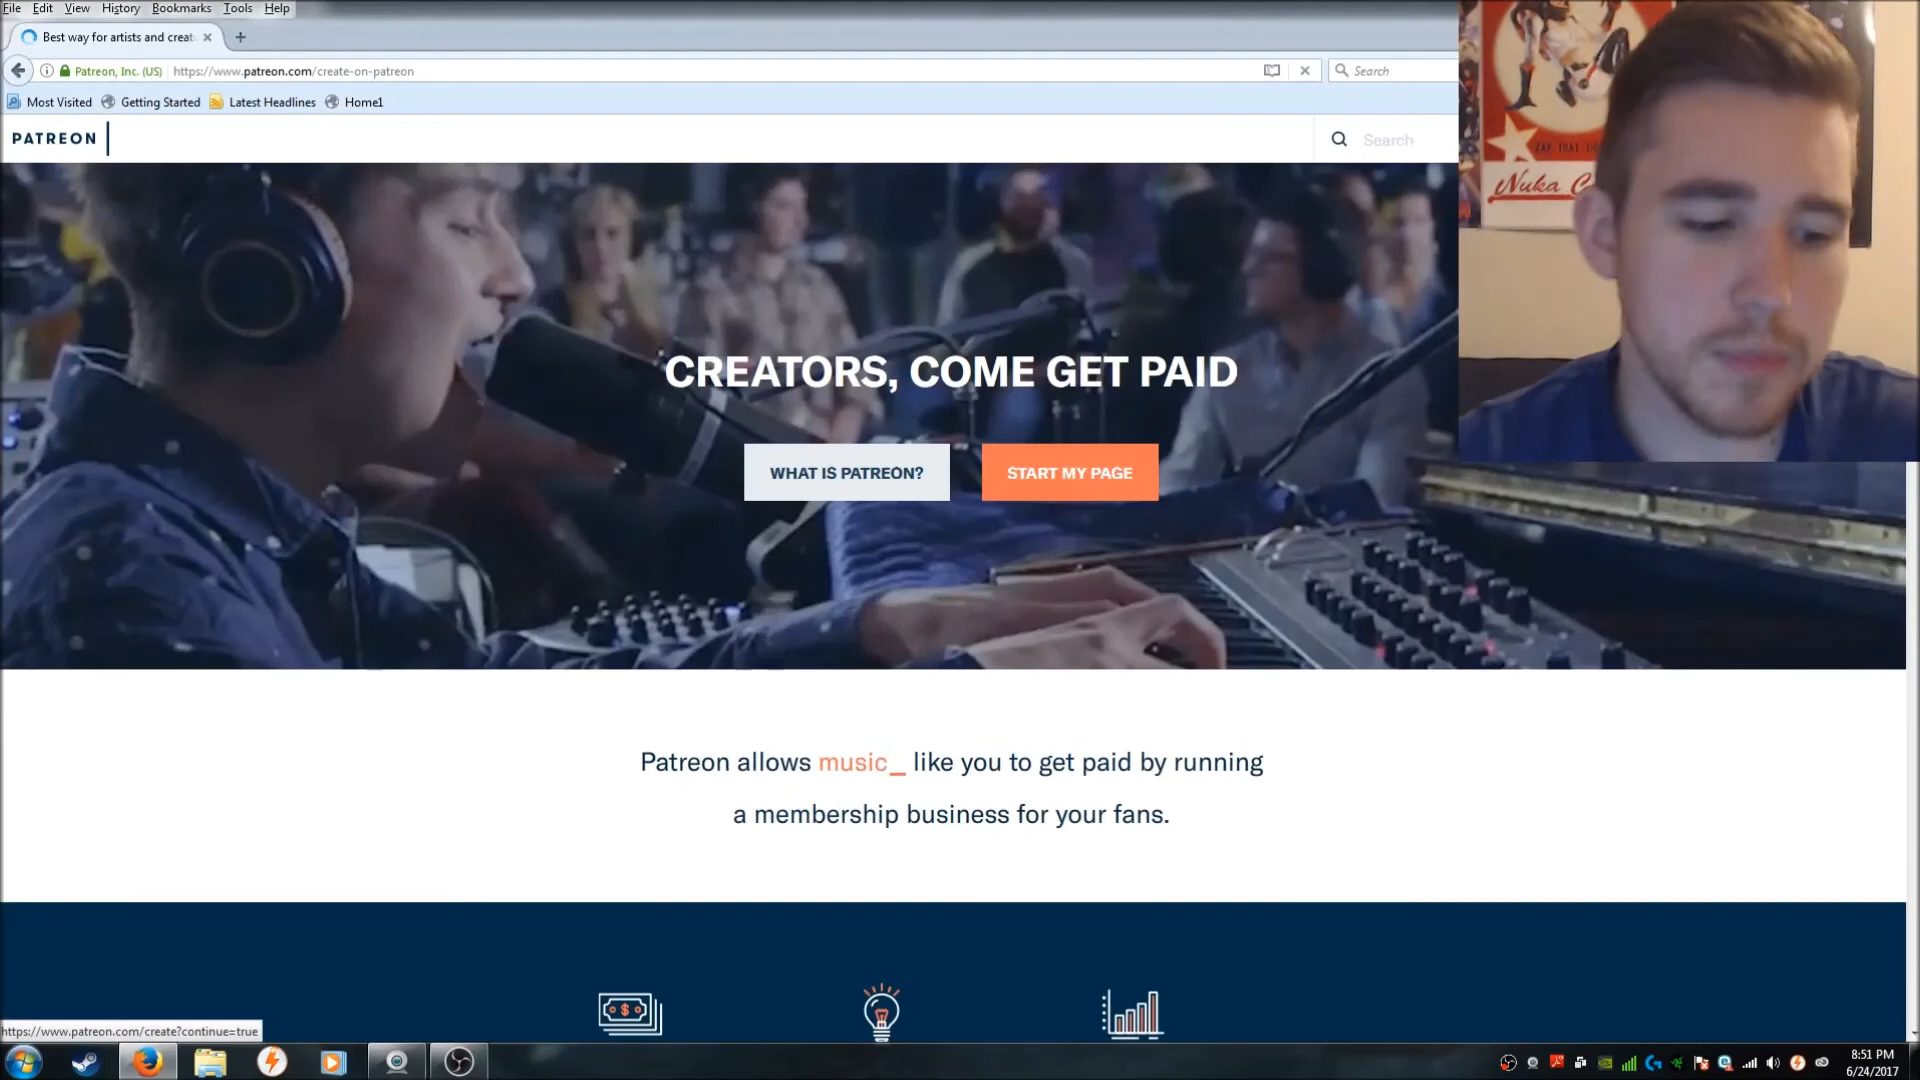 File Edit View History Bookmarks Tools Help
Best way for artists and creat
Patreon, Inc. (US) https://www.patreon.com/create-on-patreon
Search
Most Visited Getting Started Latest Headlines Home1
PATREON
Search
Nuka C
CREATORS, COME GET PAID
WHAT IS PATREON?
START MY PAGE
Patreon allows music_ like you to get paid by running
a membership business for your fans.
https://www.patreon.com/create?continue=true
8:51 PM
6/24/2017